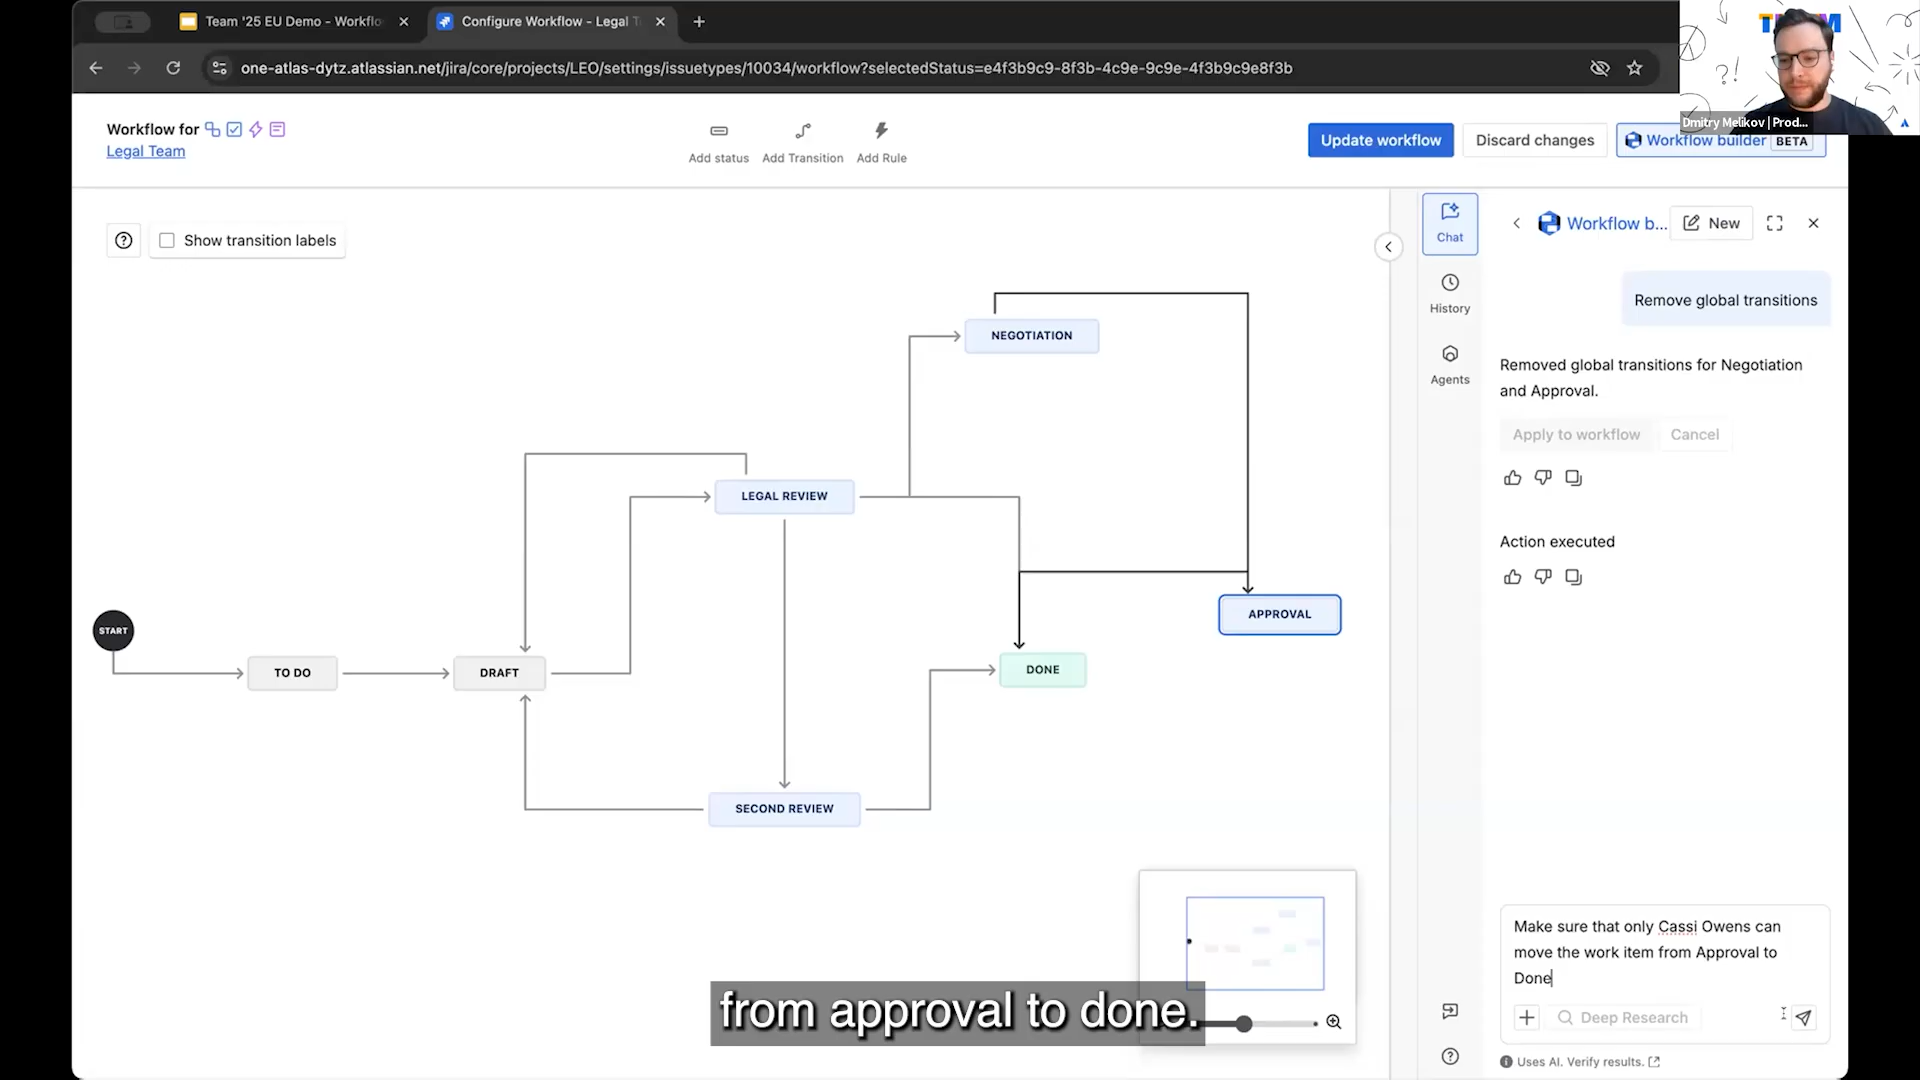 Team '25 EU Demo - Workflo
Configure Workflow - Legal T
one-atlas-dytz.atlassian.net/jira/core/projects/LEO/settings/issuetypes/10034/workflow?selectedStatus=e4f3b9c9-8f3b-4c9e-9c9e-4f3b9c9e8f3b
Dmitry Melikov | Prod...
Workflow for
Legal Team
Add status
Add Transition
Add Rule
Update workflow
Discard changes
Workflow builder BETA
Show transition labels
Chat
History
Agents
Workflow b...
New
Remove global transitions
Removed global transitions for Negotiation
and Approval.
Apply to workflow
Cancel
Action executed
NEGOTIATION
LEGAL REVIEW
APPROVAL
START
TO DO
DRAFT
DONE
SECOND REVIEW
Make sure that only Cassi Owens can
move the work item from Approval to
Done
Deep Research
Uses AI. Verify results.
from approval to done.